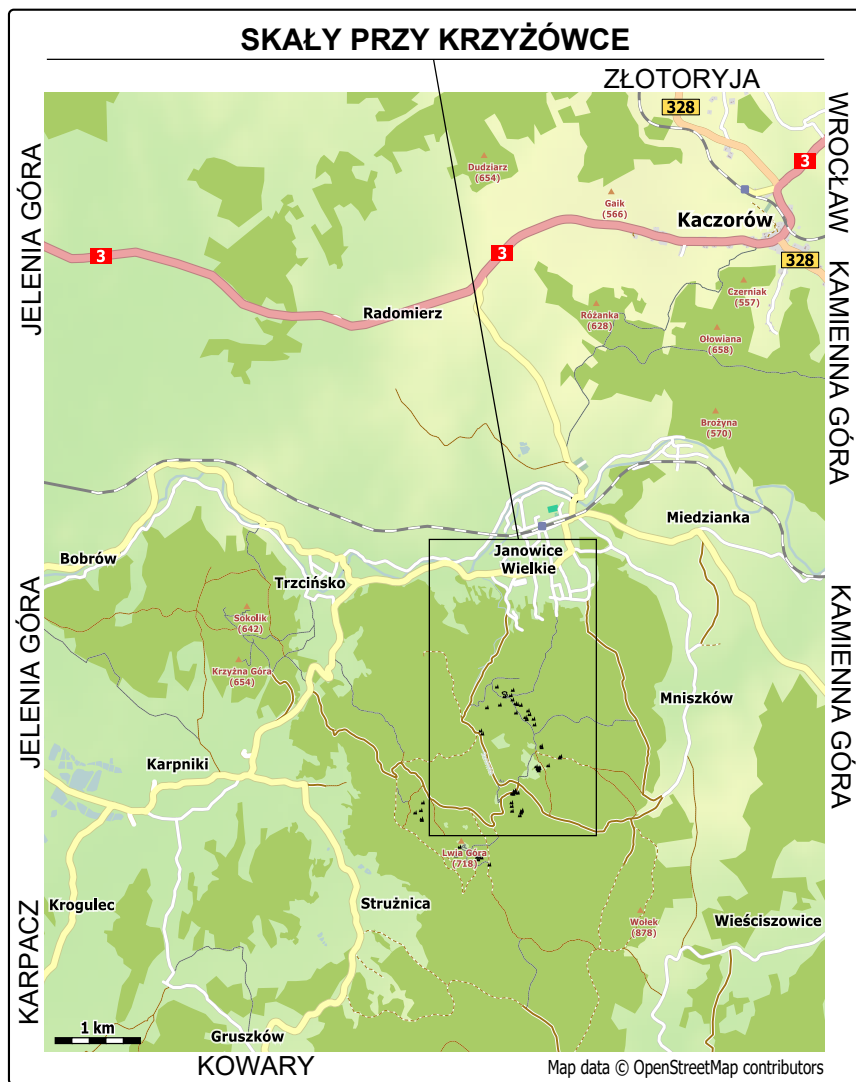 SKAŁY PRZY KRZYŻÓWCE
ZŁOTORYJA
328
WROCŁAW
3
Dudziarz
(654)
Gaik
(566)
Kaczorów
JELENIA GÓRA
3
3
328
KAMIENNA GÓRA
Czerniak
(557)
Radomierz
Różanka
(628)
Ołowiana
(658)
Brożyna
(570)
Miedzianka
Bobrów
Janowice
Wielkie
Trzcińsko
JELENIA GÓRA
KAMIENNA GÓRA
Sokolik
(642)
Krzyżna Góra
(654)
Mniszków
Karpniki
Lwia Góra
(718)
KARPACZ
Krogulec
Strużnica
Wołek
(878)
Wieściszowice
1 km
Gruszków
KOWARY
Map data © OpenStreetMap contributors